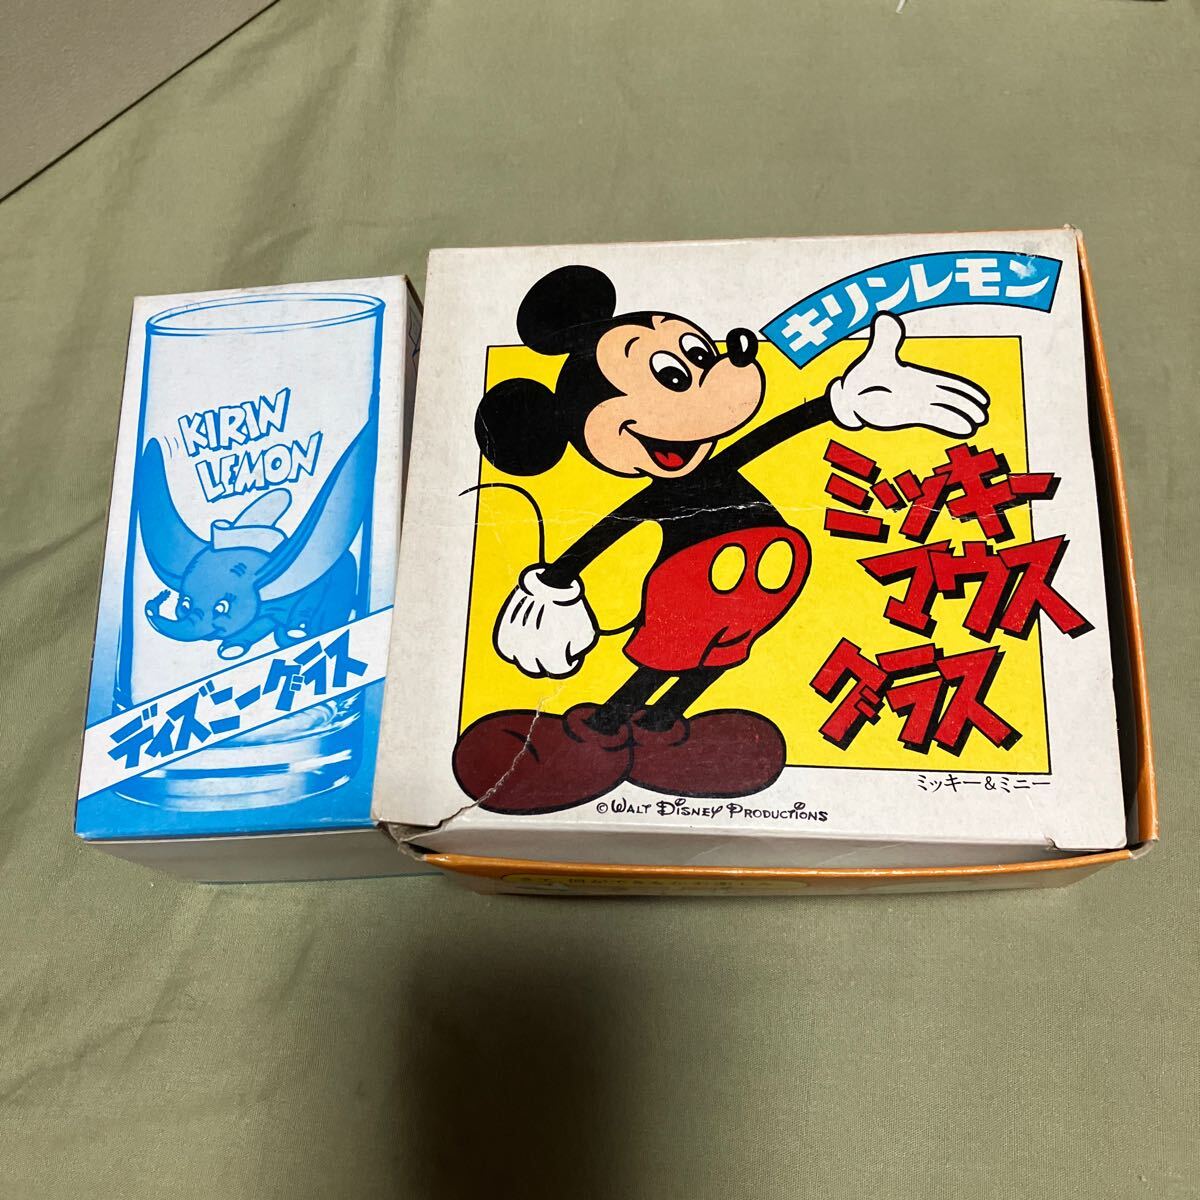 KIRIN
LEMON
ディズニーグラス
キリンレモン
ミッキー
マウス
グラス
ミッキー&ミニー
© WALT DISNEY PRODUCTIONS